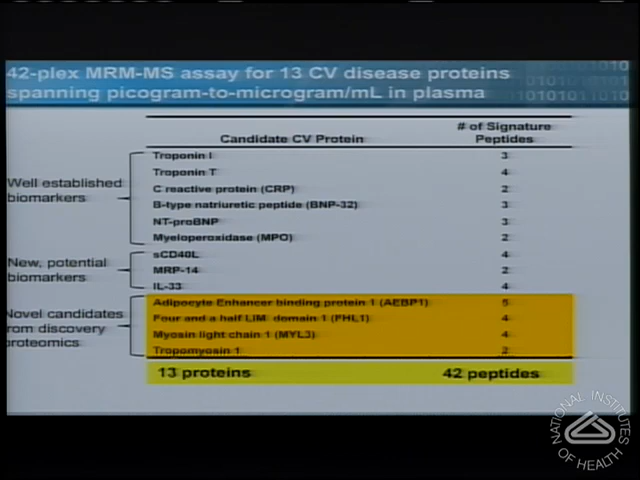 42-plex MRM-MS assay for 13 CV disease proteins
spanning picogram-to-microgram/mL in plasma
Candidate CV Protein
# of Signature
Peptides
Well established
biomarkers
Troponin I 3
Troponin T 4
C reactive protein (CRP) 2
B-type natriuretic peptide (BNP-32) 3
NT-proBNP 3
Myeloperoxidase (MPO) 2
New, potential
biomarkers
sCD40L 4
MRP-14 2
IL-33 4
Novel candidates
from discovery
proteomics
Adipocyte Enhancer binding protein 1 (AEBP1) 5
Four and a half LIM domain 1 (FHL1) 4
Myosin light chain 1 (MYL3) 4
Tropomyosin 1 2
13 proteins 42 peptides
NATIONAL INSTITUTES
OF HEALTH